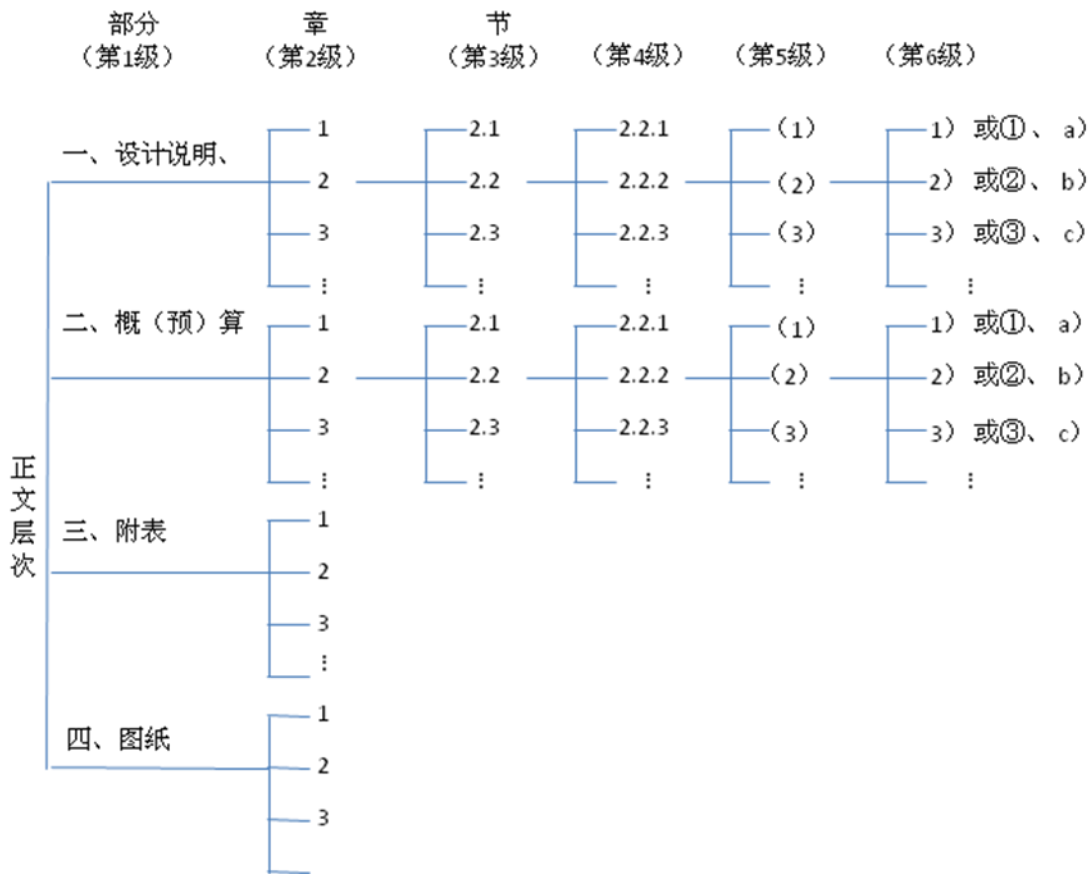 部分 章 节
（第1级） （第2级） （第3级） （第4级） （第5级） （第6级）
1 2.1 2.2.1 （1） 1）或①、a）
一、设计说明、
2 2.2 2.2.2 （2） 2）或②、b）
3 2.3 2.2.3 （3） 3）或③、c）
⋮ ⋮ ⋮ ⋮ ⋮
二、概（预）算
1 2.1 2.2.1 （1） 1）或①、a）
2 2.2 2.2.2 （2） 2）或②、b）
3 2.3 2.2.3 （3） 3）或③、c）
⋮ ⋮ ⋮ ⋮ ⋮
正文层次
1
三、附表
2
3
⋮
1
四、图纸
2
3